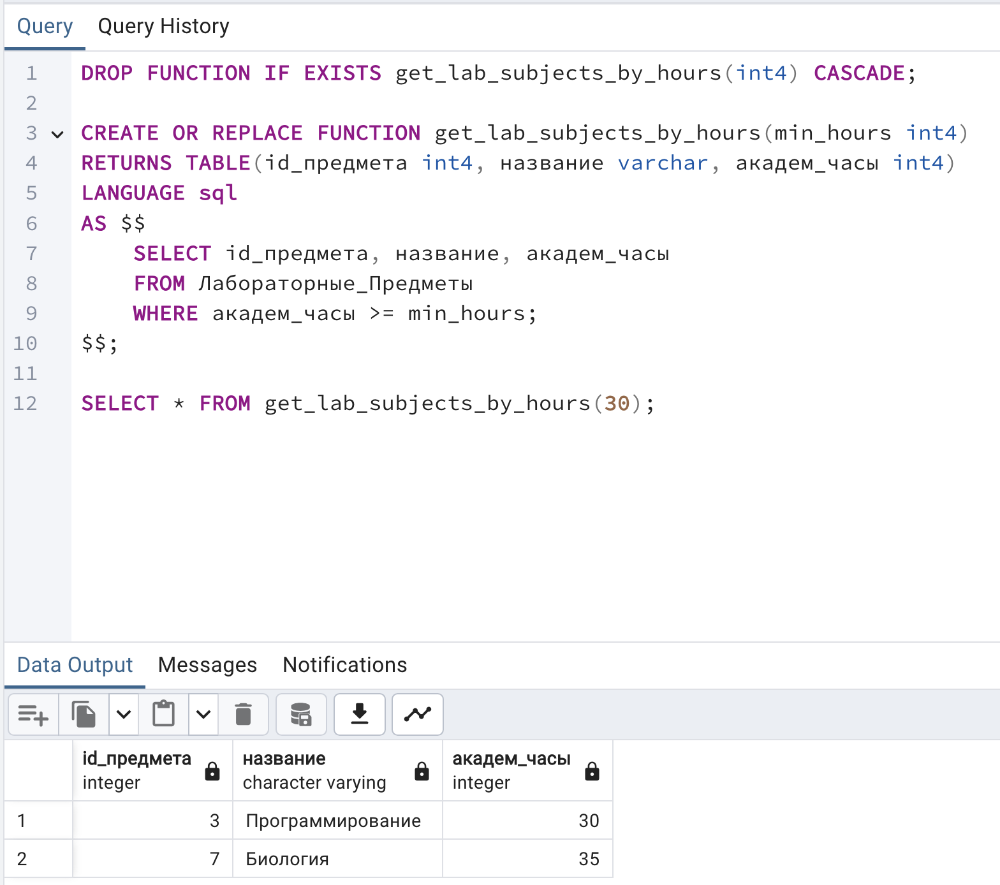 Query Query History
1 DROP FUNCTION IF EXISTS get_lab_subjects_by_hours(int4) CASCADE;
2
3 CREATE OR REPLACE FUNCTION get_lab_subjects_by_hours(min_hours int4)
4 RETURNS TABLE(id_предмета int4, название varchar, академ_часы int4)
5 LANGUAGE sql
6 AS $$
7 SELECT id_предмета, название, академ_часы
8 FROM Лабораторные_Предметы
9 WHERE академ_часы >= min_hours;
10 $$;
11
12 SELECT * FROM get_lab_subjects_by_hours(30);
Data Output Messages Notifications
id_предмета название академ_часы
integer character varying integer
1 3 Программирование 30
2 7 Биология 35